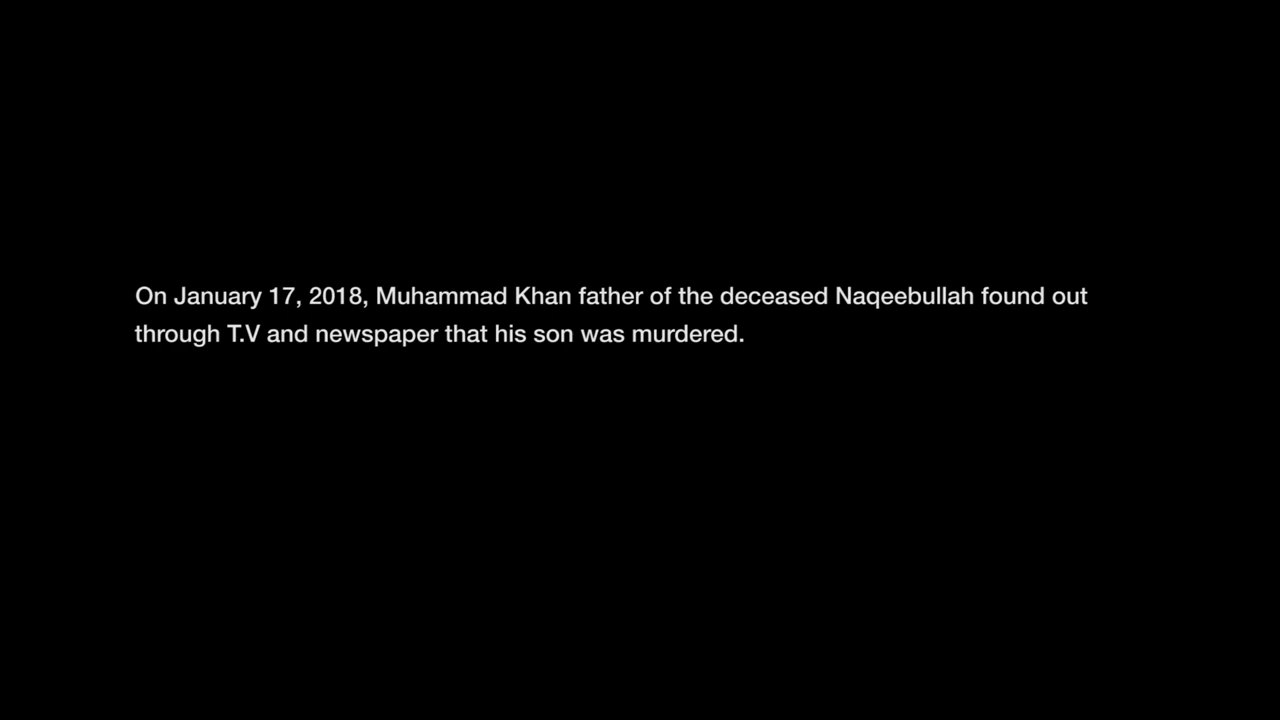 On January 17, 2018, Muhammad Khan father of the deceased Naqeebullah found out
through T.V and newspaper that his son was murdered.